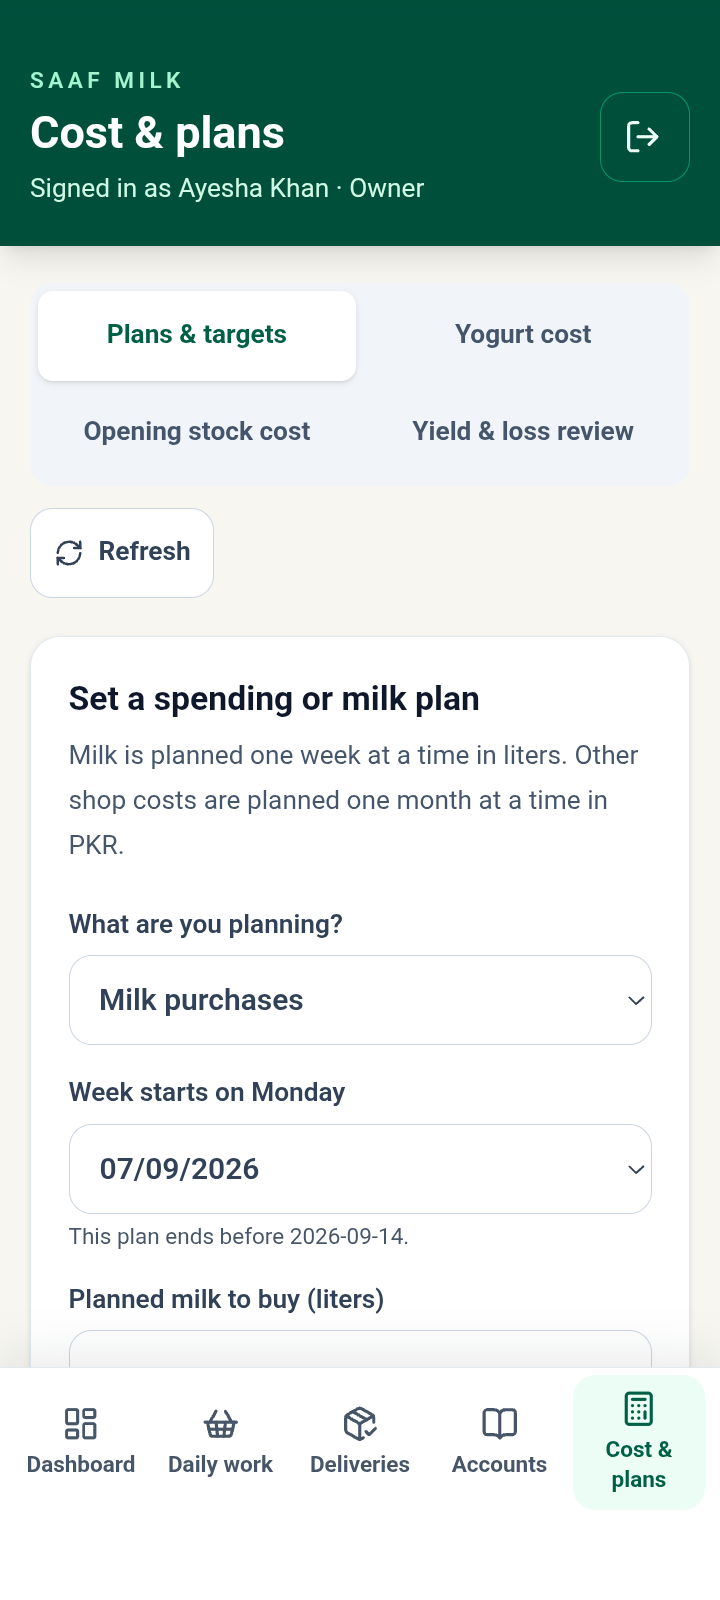 SAAF MILK
Cost & plans
Signed in as Ayesha Khan · Owner
Plans & targets
Yogurt cost
Opening stock cost
Yield & loss review
Refresh
Set a spending or milk plan
Milk is planned one week at a time in liters. Other
shop costs are planned one month at a time in
PKR.
What are you planning?
Milk purchases
Week starts on Monday
07/09/2026
This plan ends before 2026-09-14.
Planned milk to buy (liters)
Dashboard
Daily work
Deliveries
Accounts
Cost &
plans